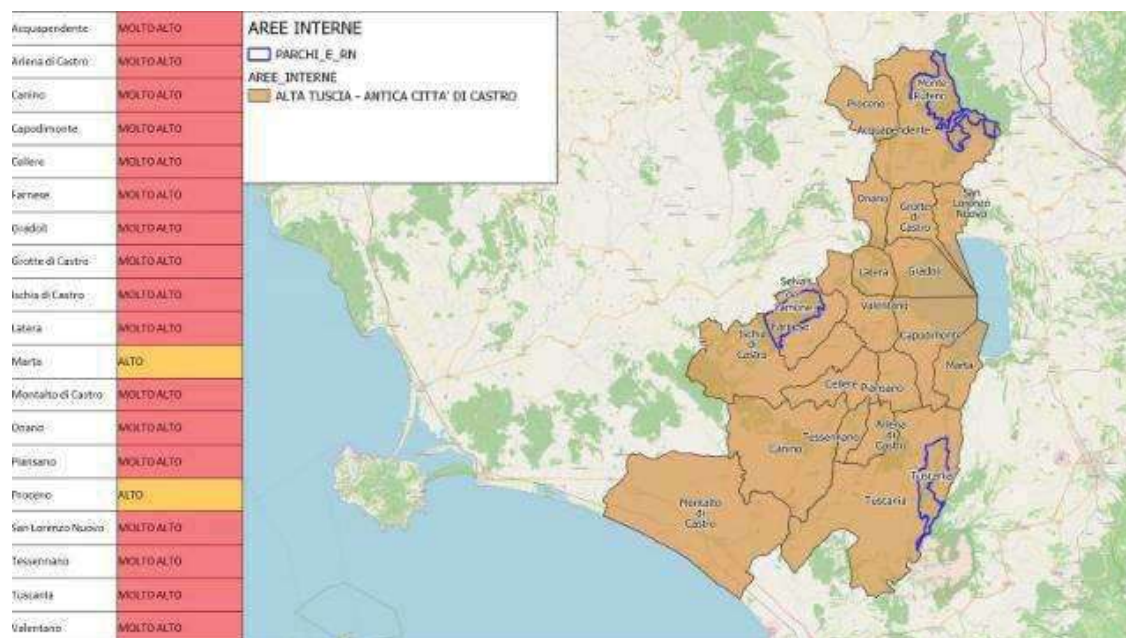 Acquapendente MOLTO ALTO
Arlena di Castro MOLTO ALTO
Canino MOLTO ALTO
Capodimonte MOLTO ALTO
Cellere MOLTO ALTO
Farnese MOLTO ALTO
Gradoli MOLTO ALTO
Grotte di Castro MOLTO ALTO
Ischia di Castro MOLTO ALTO
Latera MOLTO ALTO
Marta ALTO
Montalto di Castro MOLTO ALTO
Onano MOLTO ALTO
Piansano MOLTO ALTO
Proceno ALTO
San Lorenzo Nuovo MOLTO ALTO
Tessennano MOLTO ALTO
Tuscania MOLTO ALTO
Valentano MOLTO ALTO
AREE INTERNE
PARCHI_E_RN
AREE_INTERNE
ALTA TUSCIA - ANTICA CITTA' DI CASTRO
Monte
Rufeno
Proceno
Acquapendente
Onano
Grotte
di
Castro
San
Lorenzo
Nuovo
Latera
Gradoli
Lamone
Farnese
Valentano
Ischia
di
Castro
Capodimonte
Marta
Cellere
Piansano
Arlena
di
Castro
Tessennano
Canino
Tuscania
Tuscania
Montalto
di
Castro